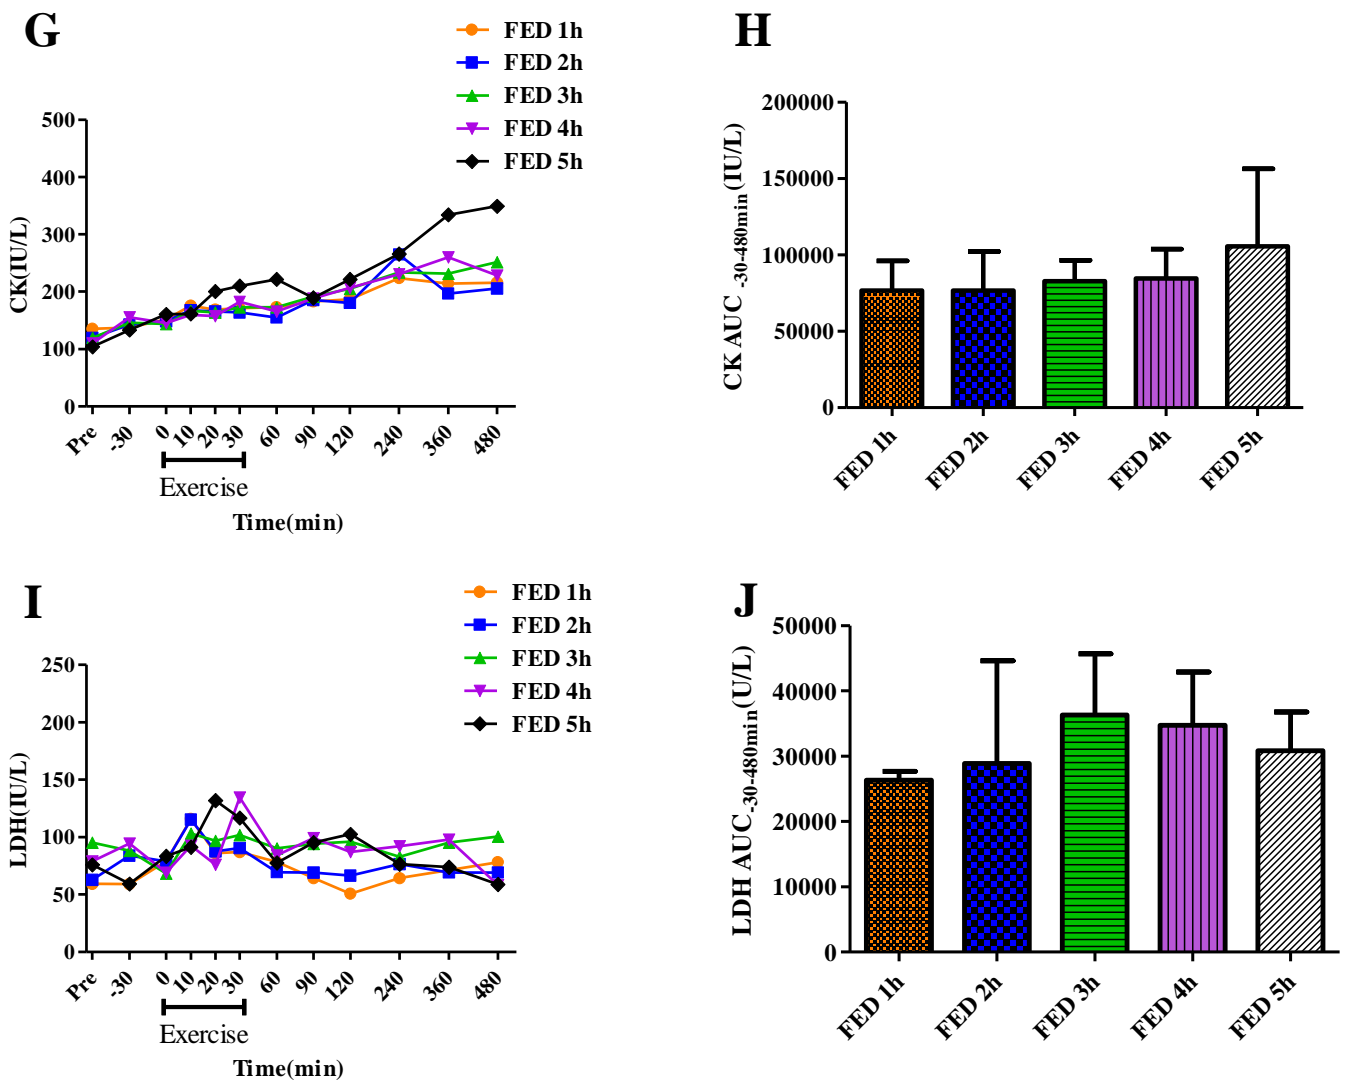 G
FED 1h
FED 2h
FED 3h
FED 4h
FED 5h
CK(IU/L)
500
400
300
200
100
0
Pre -30 0 10 20 30 60 90 120 240 360 480
Exercise
Time(min)
H
CK AUC -30-480min(IU/L)
200000
150000
100000
50000
0
FED 1h FED 2h FED 3h FED 4h FED 5h
I
FED 1h
FED 2h
FED 3h
FED 4h
FED 5h
LDH(IU/L)
250
200
150
100
50
0
Pre -30 0 10 20 30 60 90 120 240 360 480
Exercise
Time(min)
J
LDH AUC-30-480min(U/L)
50000
40000
30000
20000
10000
0
FED 1h FED 2h FED 3h FED 4h FED 5h